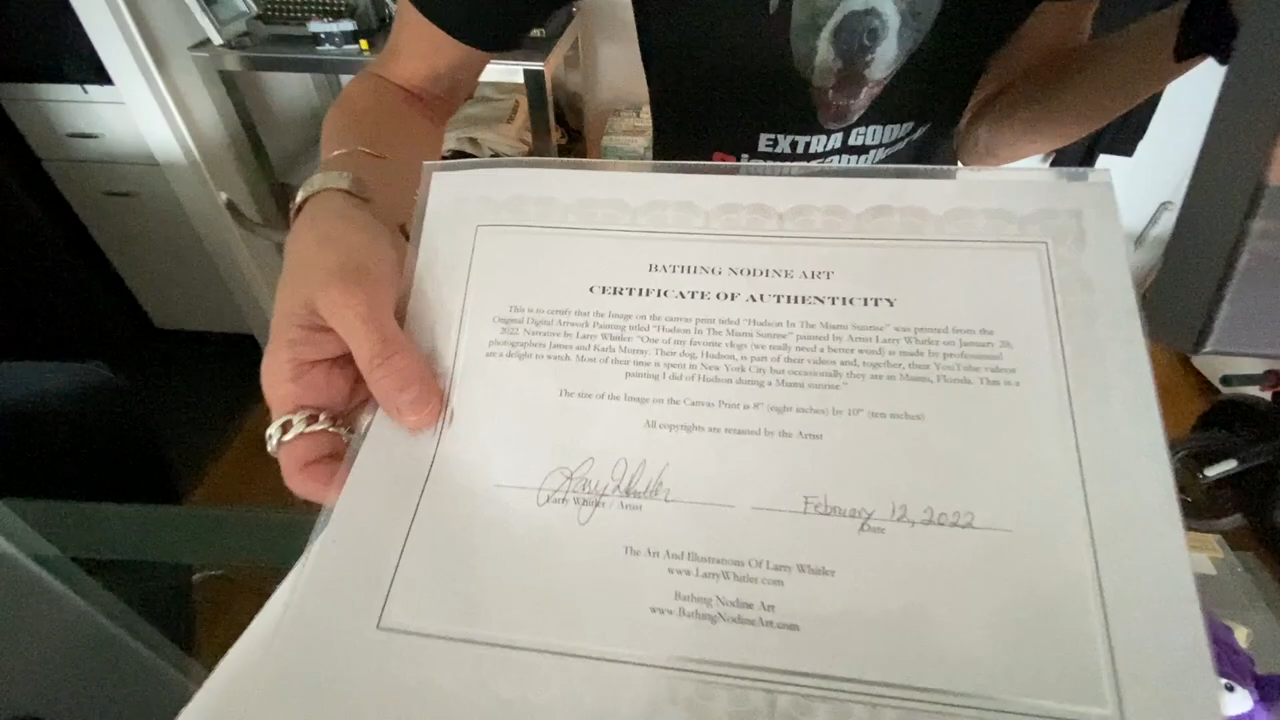 EXTRA GOOD
BATHING NODINE ART
CERTIFICATE OF AUTHENTICITY
This is to certify that the Image on the canvas print titled "Hudson In The Miami Sunrise" was printed from the
Original Digital Artwork Painting titled "Hudson In The Miami Sunrise" painted by Artist Larry Whitler on January 28,
2022. Narrative by Larry Whitler: "One of my favorite vlogs (we really need a better word) is made by professional
photographers James and Karla Murray. Their dog, Hudson, is part of their videos and, together, their YouTube videos
are a delight to watch. Most of their time is spent in New York City but occasionally they are in Miami, Florida. This is a
painting I did of Hudson during a Miami sunrise."
The size of the Image on the Canvas Print is 8" (eight inches) by 10" (ten inches)
All copyrights are retained by the Artist
Larry Whitler February 12, 2022
Larry Whitler / Artist Date
The Art And Illustrations Of Larry Whitler
www.LarryWhitler.com
Bathing Nodine Art
www.BathingNodineArt.com